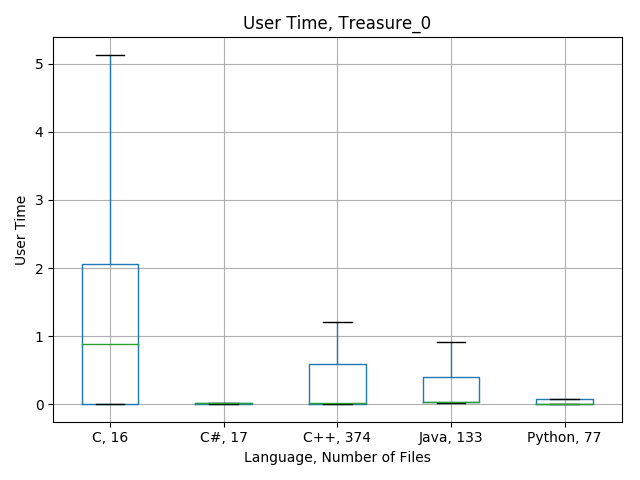 User Time, Treasure_0
User Time
5
4
3
2
1
0
C, 16
C#, 17
C++, 374
Java, 133
Python, 77
Language, Number of Files